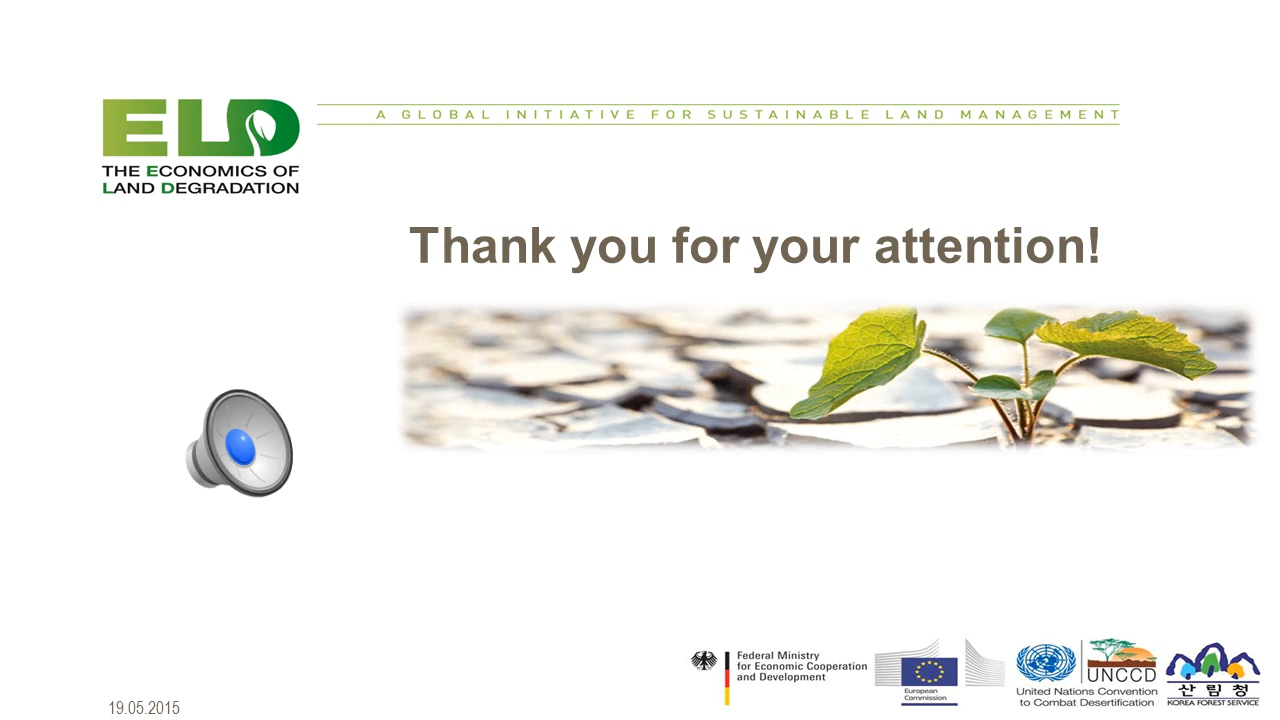 ELD
THE ECONOMICS OF
LAND DEGRADATION
A GLOBAL INITIATIVE FOR SUSTAINABLE LAND MANAGEMENT
Thank you for your attention!
Federal Ministry
for Economic Cooperation
and Development
European
Commission
UNCCD
United Nations Convention
to Combat Desertification
산림청
KOREA FOREST SERVICE
19.05.2015